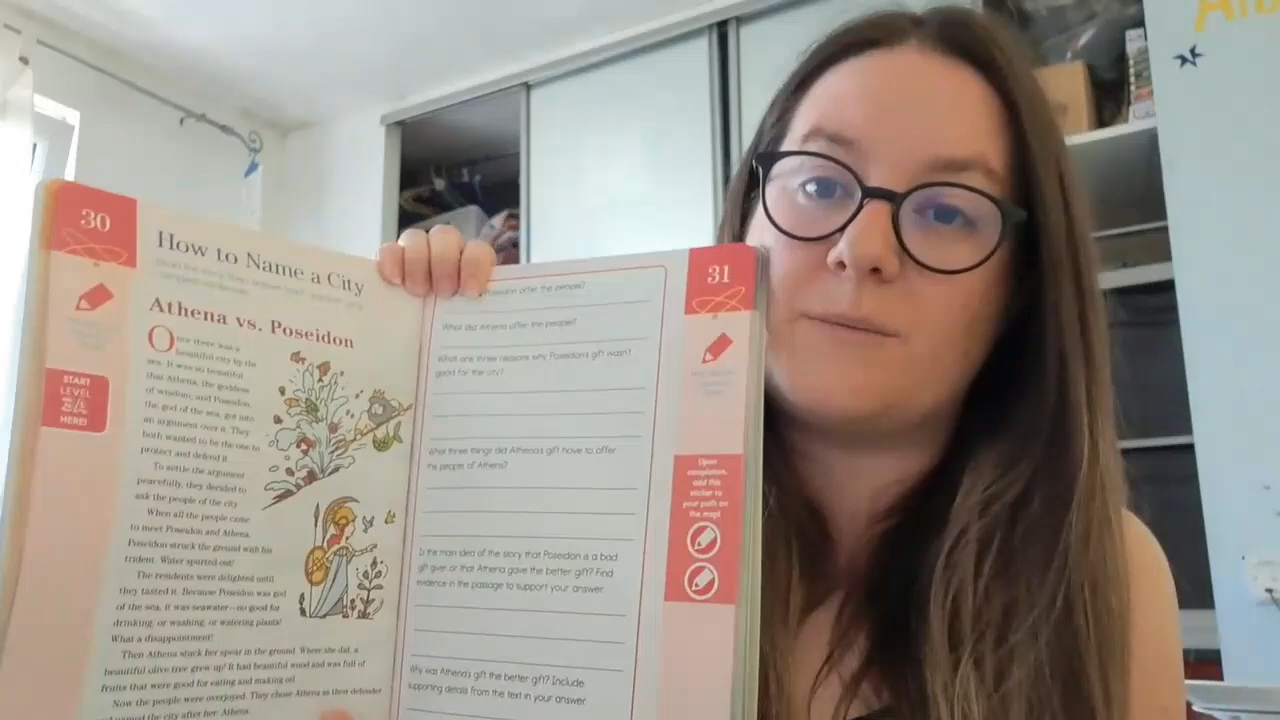 30
How to Name a City
Athena vs. Poseidon
START
LEVEL
3A
HERE!
Once there was a
beautiful city by the
sea. It was so beautiful
that Athena, the goddess
of wisdom, and Poseidon,
the god of the sea, got into
an argument over it. They
both wanted to be the one to
protect and defend it.
To settle the argument
peacefully, they decided to
ask the people of the city
When all the people came
to meet Poseidon and Athena,
Poseidon struck the ground with his
trident. Water spurted out!
The residents were delighted until
they tasted it. Because Poseidon was god
of the sea, it was seawater—no good for
drinking, or washing, or watering plants!
What a disappointment!
Then Athena stuck her spear in the ground. Where she did, a
beautiful olive tree grew up! It had beautiful wood and was full of
fruits that were good for eating and making oil.
Now the people were overjoyed. They chose Athena as their defender
and named the city after her: Athena.
31
Poseidon offer the people?
What did Athena offer the people?
What are three reasons why Poseidon's gift wasn't
good for the city?
What three things did Athena's gift have to offer
the people of Athens?
Is the main idea of the story that Poseidon is a bad
gift giver or that Athena gave the better gift? Find
evidence in the passage to support your answer.
Why was Athena's gift the better gift? Include
supporting details from the text in your answer.
Upon
completion,
add this
sticker to
your path on
the map!